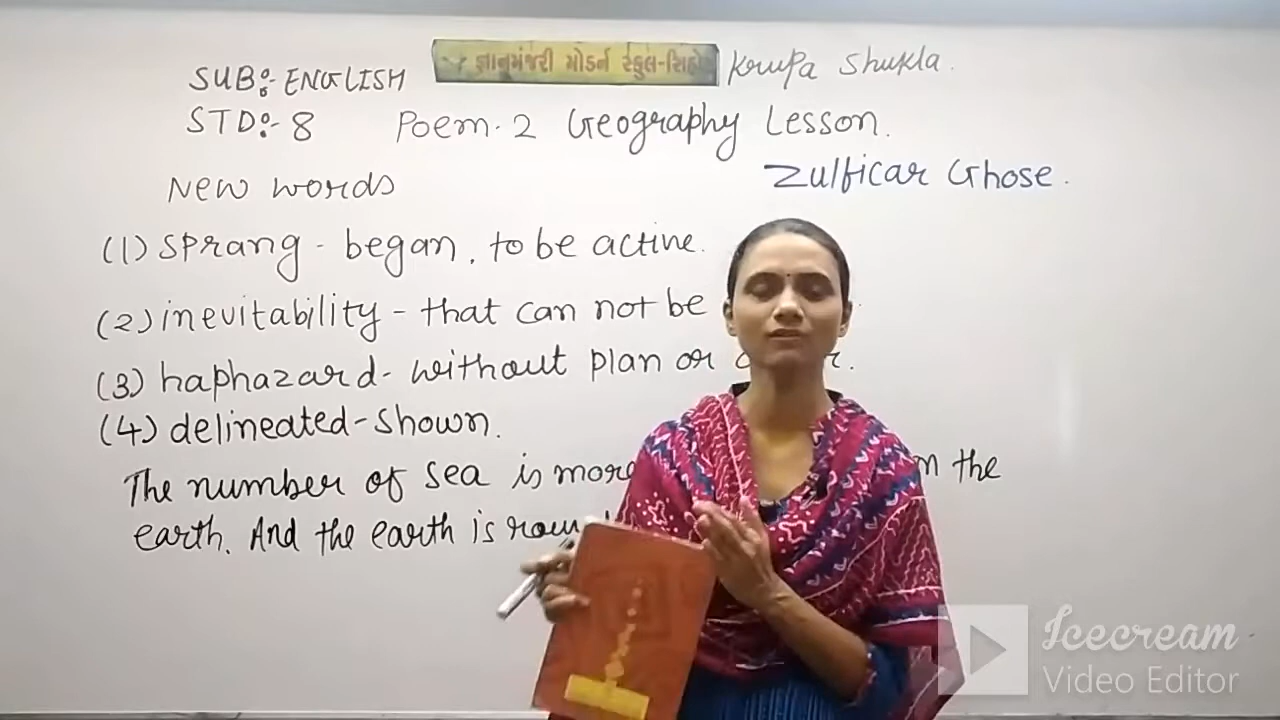 જ્ઞાનમંજરી મોડર્ન સ્કુલ-સિહોર
Krupa Shukla.
SUB:- ENGLISH
STD:- 8 Poem. 2 Geography Lesson.
Zulficar Ghose.
New words
(1) sprang - began, to be active.
(2) inevitability - that can not be
(3) haphazard - without plan or
(4) delineated - shown.
The number of sea is more the
earth. And the earth is
Icecream
Video Editor